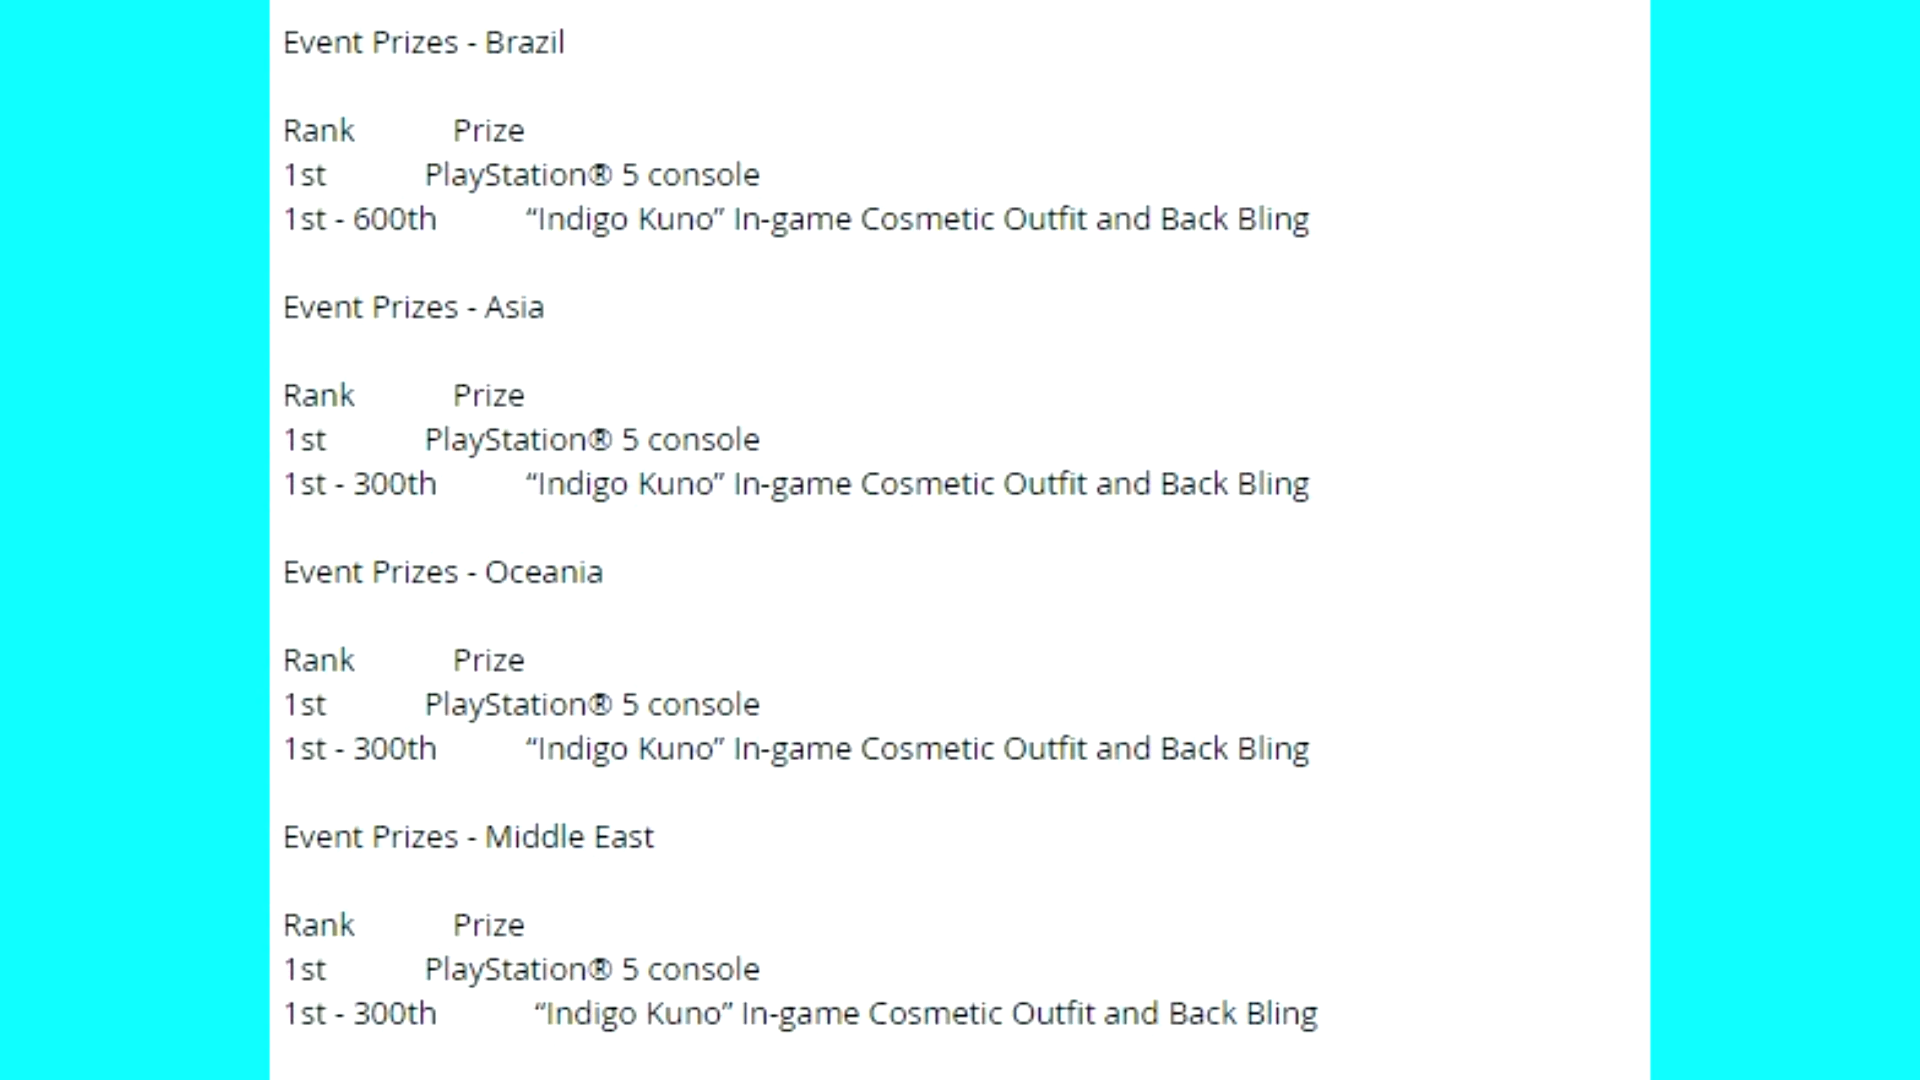 Event Prizes - Brazil
Rank Prize
1st PlayStation® 5 console
1st - 600th “Indigo Kuno” In-game Cosmetic Outfit and Back Bling
Event Prizes - Asia
Rank Prize
1st PlayStation® 5 console
1st - 300th “Indigo Kuno” In-game Cosmetic Outfit and Back Bling
Event Prizes - Oceania
Rank Prize
1st PlayStation® 5 console
1st - 300th “Indigo Kuno” In-game Cosmetic Outfit and Back Bling
Event Prizes - Middle East
Rank Prize
1st PlayStation® 5 console
1st - 300th “Indigo Kuno” In-game Cosmetic Outfit and Back Bling